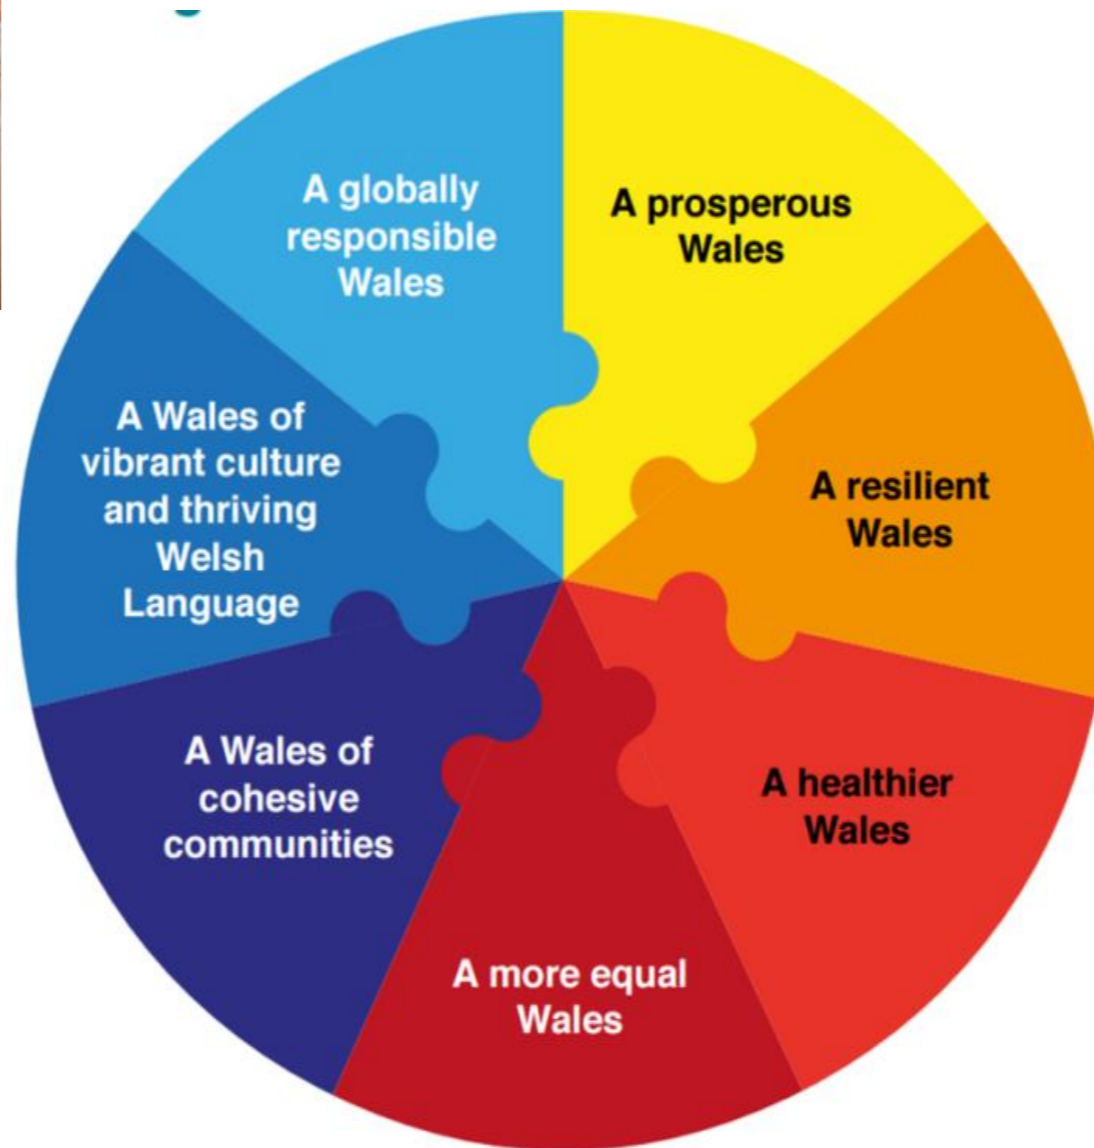 A globally
responsible
Wales
A prosperous
Wales
A resilient
Wales
A healthier
Wales
A more equal
Wales
A Wales of
cohesive
communities
A Wales of
vibrant culture
and thriving
Welsh
Language